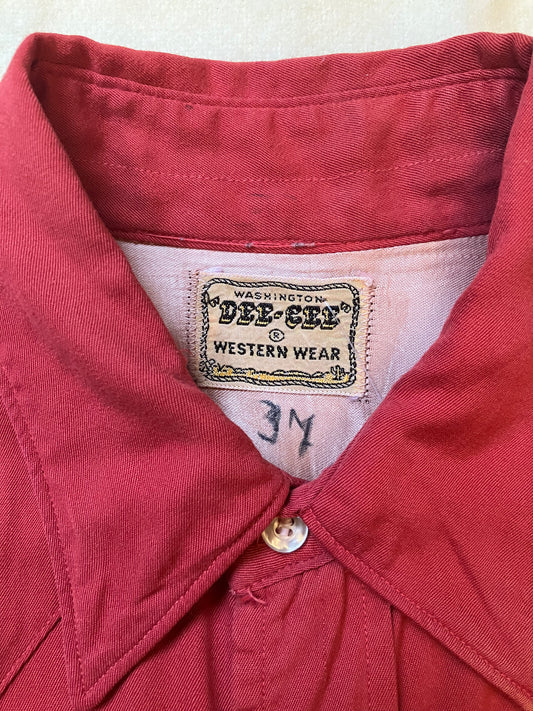 WASHINGTON
"DEE-CEE"
®
WESTERN WEAR
37